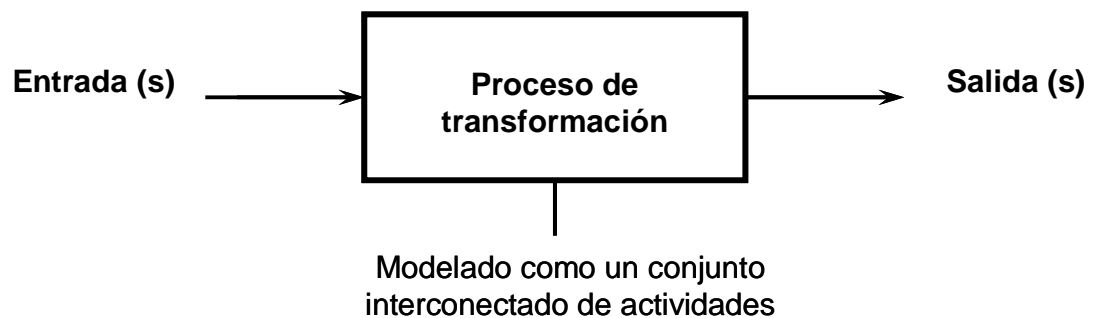 Entrada (s)
Proceso de
transformación
Salida (s)
Modelado como un conjunto
interconectado de actividades